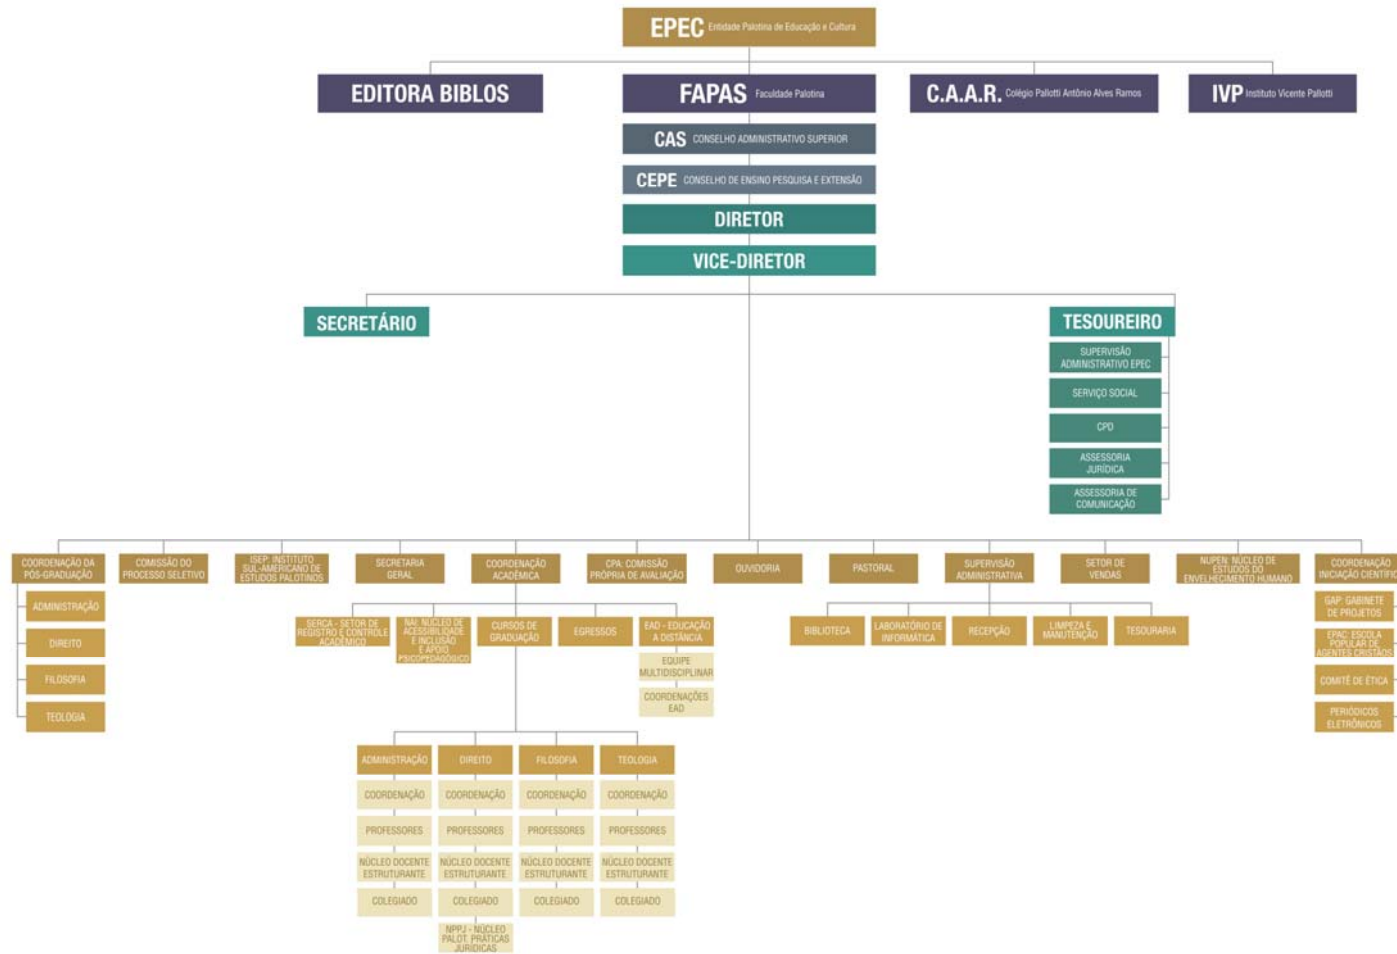 EPEC Entidade Palotina de Educação e Cultura
EDITORA BIBLOS
FAPAS Faculdade Palotina
C.A.A.R. Colégio Pallotti Antônio Alves Ramos
IVP Instituto Vicente Pallotti
CAS CONSELHO ADMINISTRATIVO SUPERIOR
CEPE CONSELHO DE ENSINO PESQUISA E EXTENSÃO
DIRETOR
VICE-DIRETOR
SECRETÁRIO
TESOUREIRO
SUPERVISÃO
ADMINISTRATIVO EPEC
SERVIÇO SOCIAL
CPD
ASSESSORIA
JURÍDICA
ASSESSORIA DE
COMUNICAÇÃO
COORDENAÇÃO DA
PÓS-GRADUAÇÃO
COMISSÃO DO
PROCESSO SELETIVO
ISEP: INSTITUTO
SUL-AMERICANO DE
ESTUDOS PALOTINOS
SECRETARIA
GERAL
COORDENAÇÃO
ACADÊMICA
CPA: COMISSÃO
PRÓPRIA DE AVALIAÇÃO
OUVIDORIA
PASTORAL
SUPERVISÃO
ADMINISTRATIVA
SETOR DE
VENDAS
NUPEN: NÚCLEO DE
ESTUDOS DO
ENVELHECIMENTO HUMANO
COORDENAÇÃO
INICIAÇÃO CIENTÍFIC
ADMINISTRAÇÃO
DIREITO
FILOSOFIA
TEOLOGIA
SERCA - SETOR DE
REGISTRO E CONTROLE
ACADÊMICO
NAI: NÚCLEO DE
ACESSIBILIDADE
E INCLUSÃO
E APOIO
PSICOPEDAGÓGICO
CURSOS DE
GRADUAÇÃO
EGRESSOS
EAD - EDUCAÇÃO
A DISTÂNCIA
EQUIPE
MULTIDISCIPLINAR
COORDENAÇÕES
EAD
BIBLIOTECA
LABORATÓRIO DE
INFORMÁTICA
RECEPÇÃO
LIMPEZA E
MANUTENÇÃO
TESOURARIA
GAP: GABINETE
DE PROJETOS
EPAC: ESCOLA
POPULAR DE
AGENTES CRISTÃOS
COMITÊ DE ÉTICA
PERIÓDICOS
ELETRÔNICOS
ADMINISTRAÇÃO
COORDENAÇÃO
PROFESSORES
NÚCLEO DOCENTE
ESTRUTURANTE
COLEGIADO
DIREITO
COORDENAÇÃO
PROFESSORES
NÚCLEO DOCENTE
ESTRUTURANTE
COLEGIADO
NPPJ - NÚCLEO
PALOT. PRÁTICAS
JURÍDICAS
FILOSOFIA
COORDENAÇÃO
PROFESSORES
NÚCLEO DOCENTE
ESTRUTURANTE
COLEGIADO
TEOLOGIA
COORDENAÇÃO
PROFESSORES
NÚCLEO DOCENTE
ESTRUTURANTE
COLEGIADO